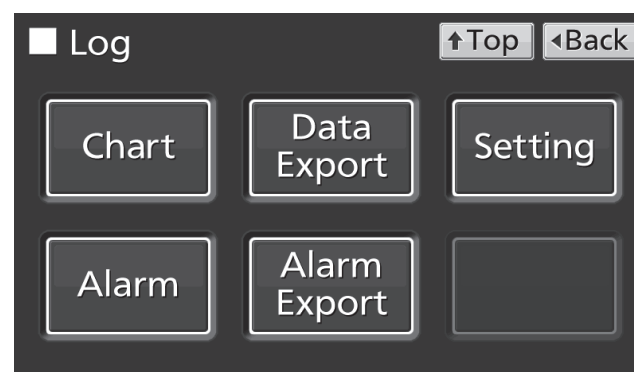 Log
Top
Back
Chart
Data
Export
Setting
Alarm
Alarm
Export